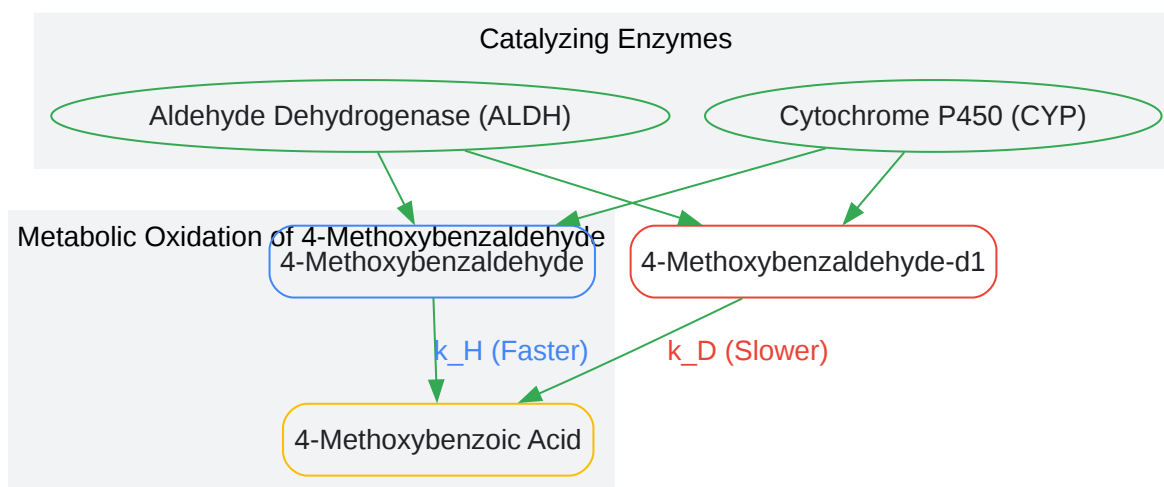 Catalyzing Enzymes
Aldehyde Dehydrogenase (ALDH)
Cytochrome P450 (CYP)
Metabolic Oxidation of 4-Methoxybenzaldehyde
4-Methoxybenzaldehyde
4-Methoxybenzaldehyde-d1
k_H (Faster)
k_D (Slower)
4-Methoxybenzoic Acid